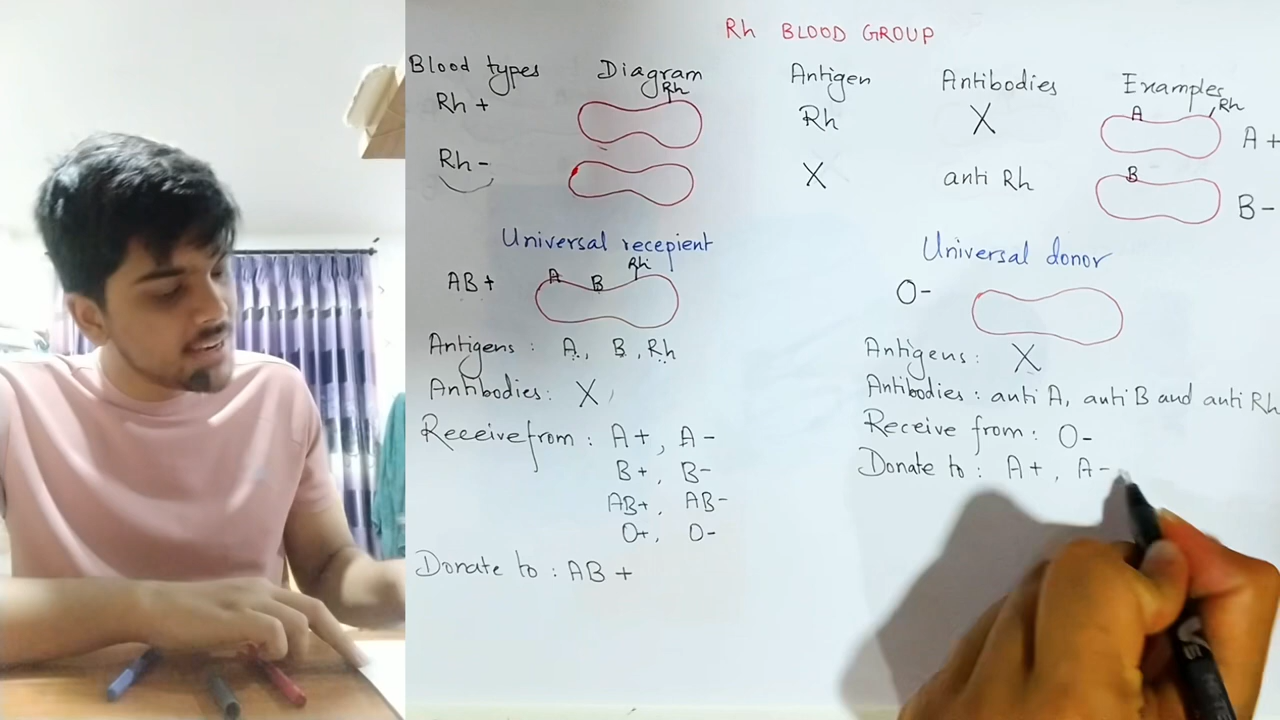 Rh BLOOD GROUP
Blood types Diagram Antigen Antibodies Examples
Rh + Rh Rh X A Rh A +
Rh - X anti Rh B B -
Universal recepient
AB + A B Rh
Antigens : A, B, Rh
Antibodies : X
Receive from : A+, A -
B+, B-
AB+, AB-
O+, O-
Donate to : AB +
Universal donor
O-
Antigens : X
Antibodies : anti A, anti B and anti Rh
Receive from : O-
Donate to : A+, A-